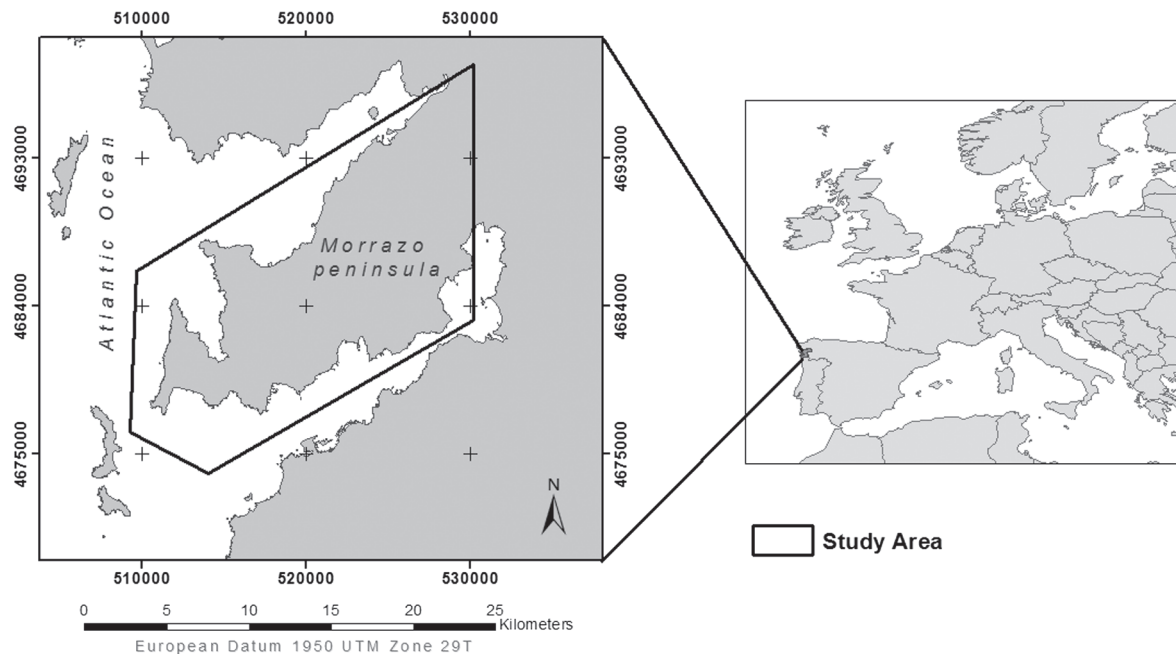 510000 520000 530000
4693000 4693000
Atlantic Ocean
Morrazo
peninsula
4684000 4684000
4675000 4675000
N
510000 520000 530000
0 5 10 15 20 25
Kilometers
European Datum 1950 UTM Zone 29T
Study Area